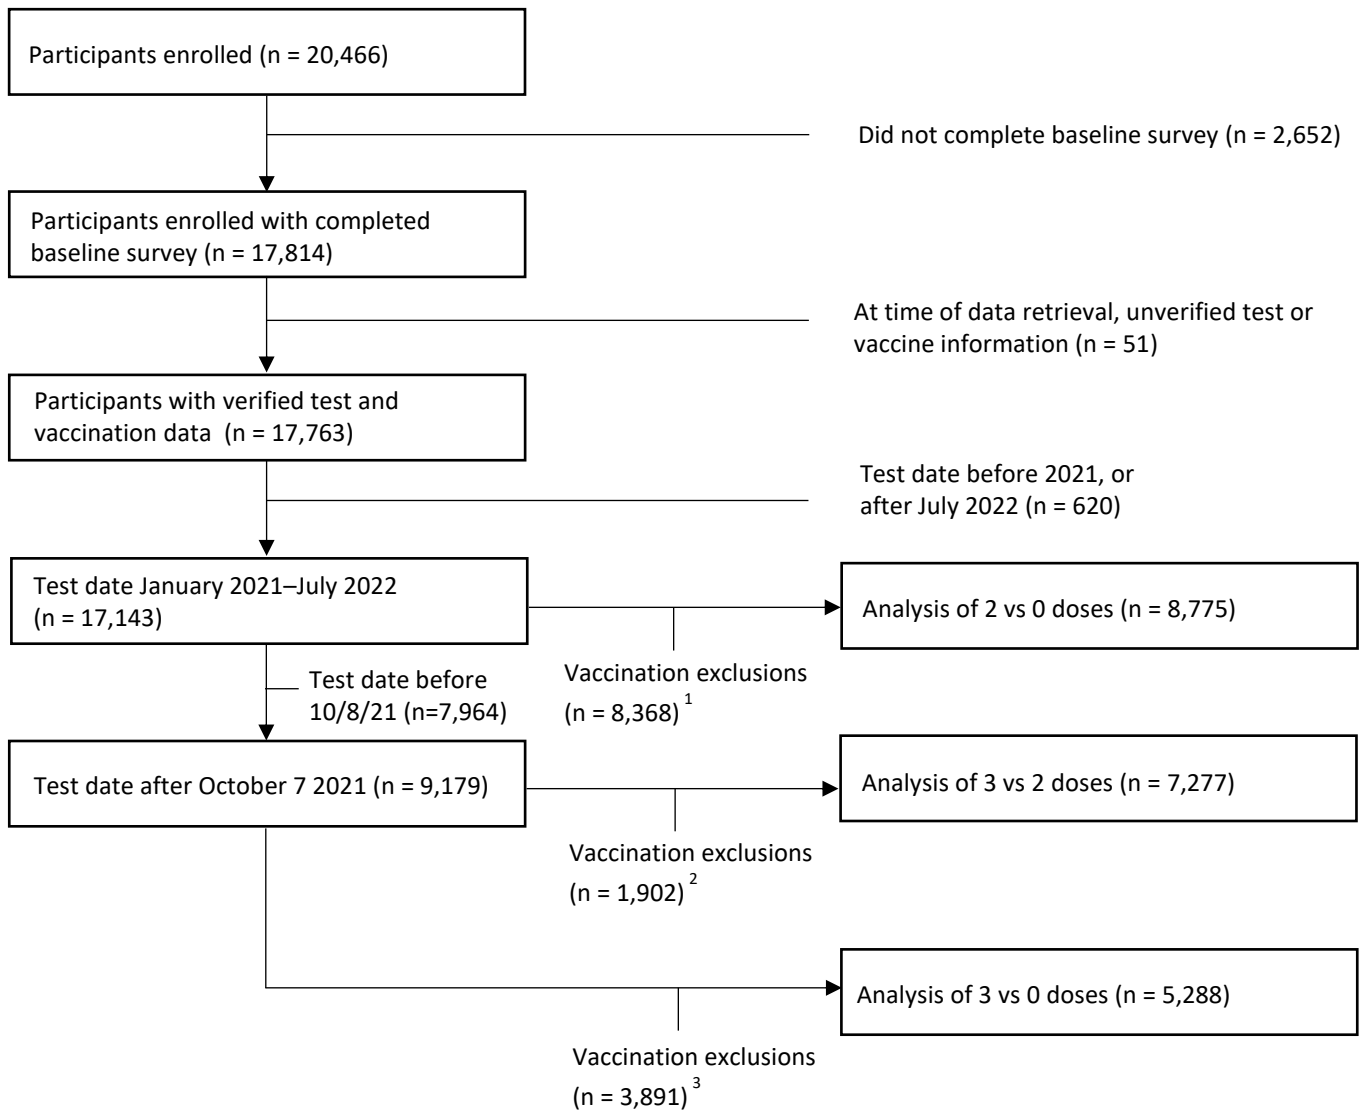 Participants enrolled (n = 20,466)
Did not complete baseline survey (n = 2,652)
Participants enrolled with completed
baseline survey (n = 17,814)
At time of data retrieval, unverified test or
vaccine information (n = 51)
Participants with verified test and
vaccination data  (n = 17,763)
Test date before 2021, or
after July 2022 (n = 620)
Test date January 2021–July 2022
(n = 17,143)
Analysis of 2 vs 0 doses (n = 8,775)
Vaccination exclusions
(n = 8,368) 1
Test date before
10/8/21 (n=7,964)
Test date after October 7 2021 (n = 9,179)
Analysis of 3 vs 2 doses (n = 7,277)
Vaccination exclusions
(n = 1,902) 2
Analysis of 3 vs 0 doses (n = 5,288)
Vaccination exclusions
(n = 3,891) 3